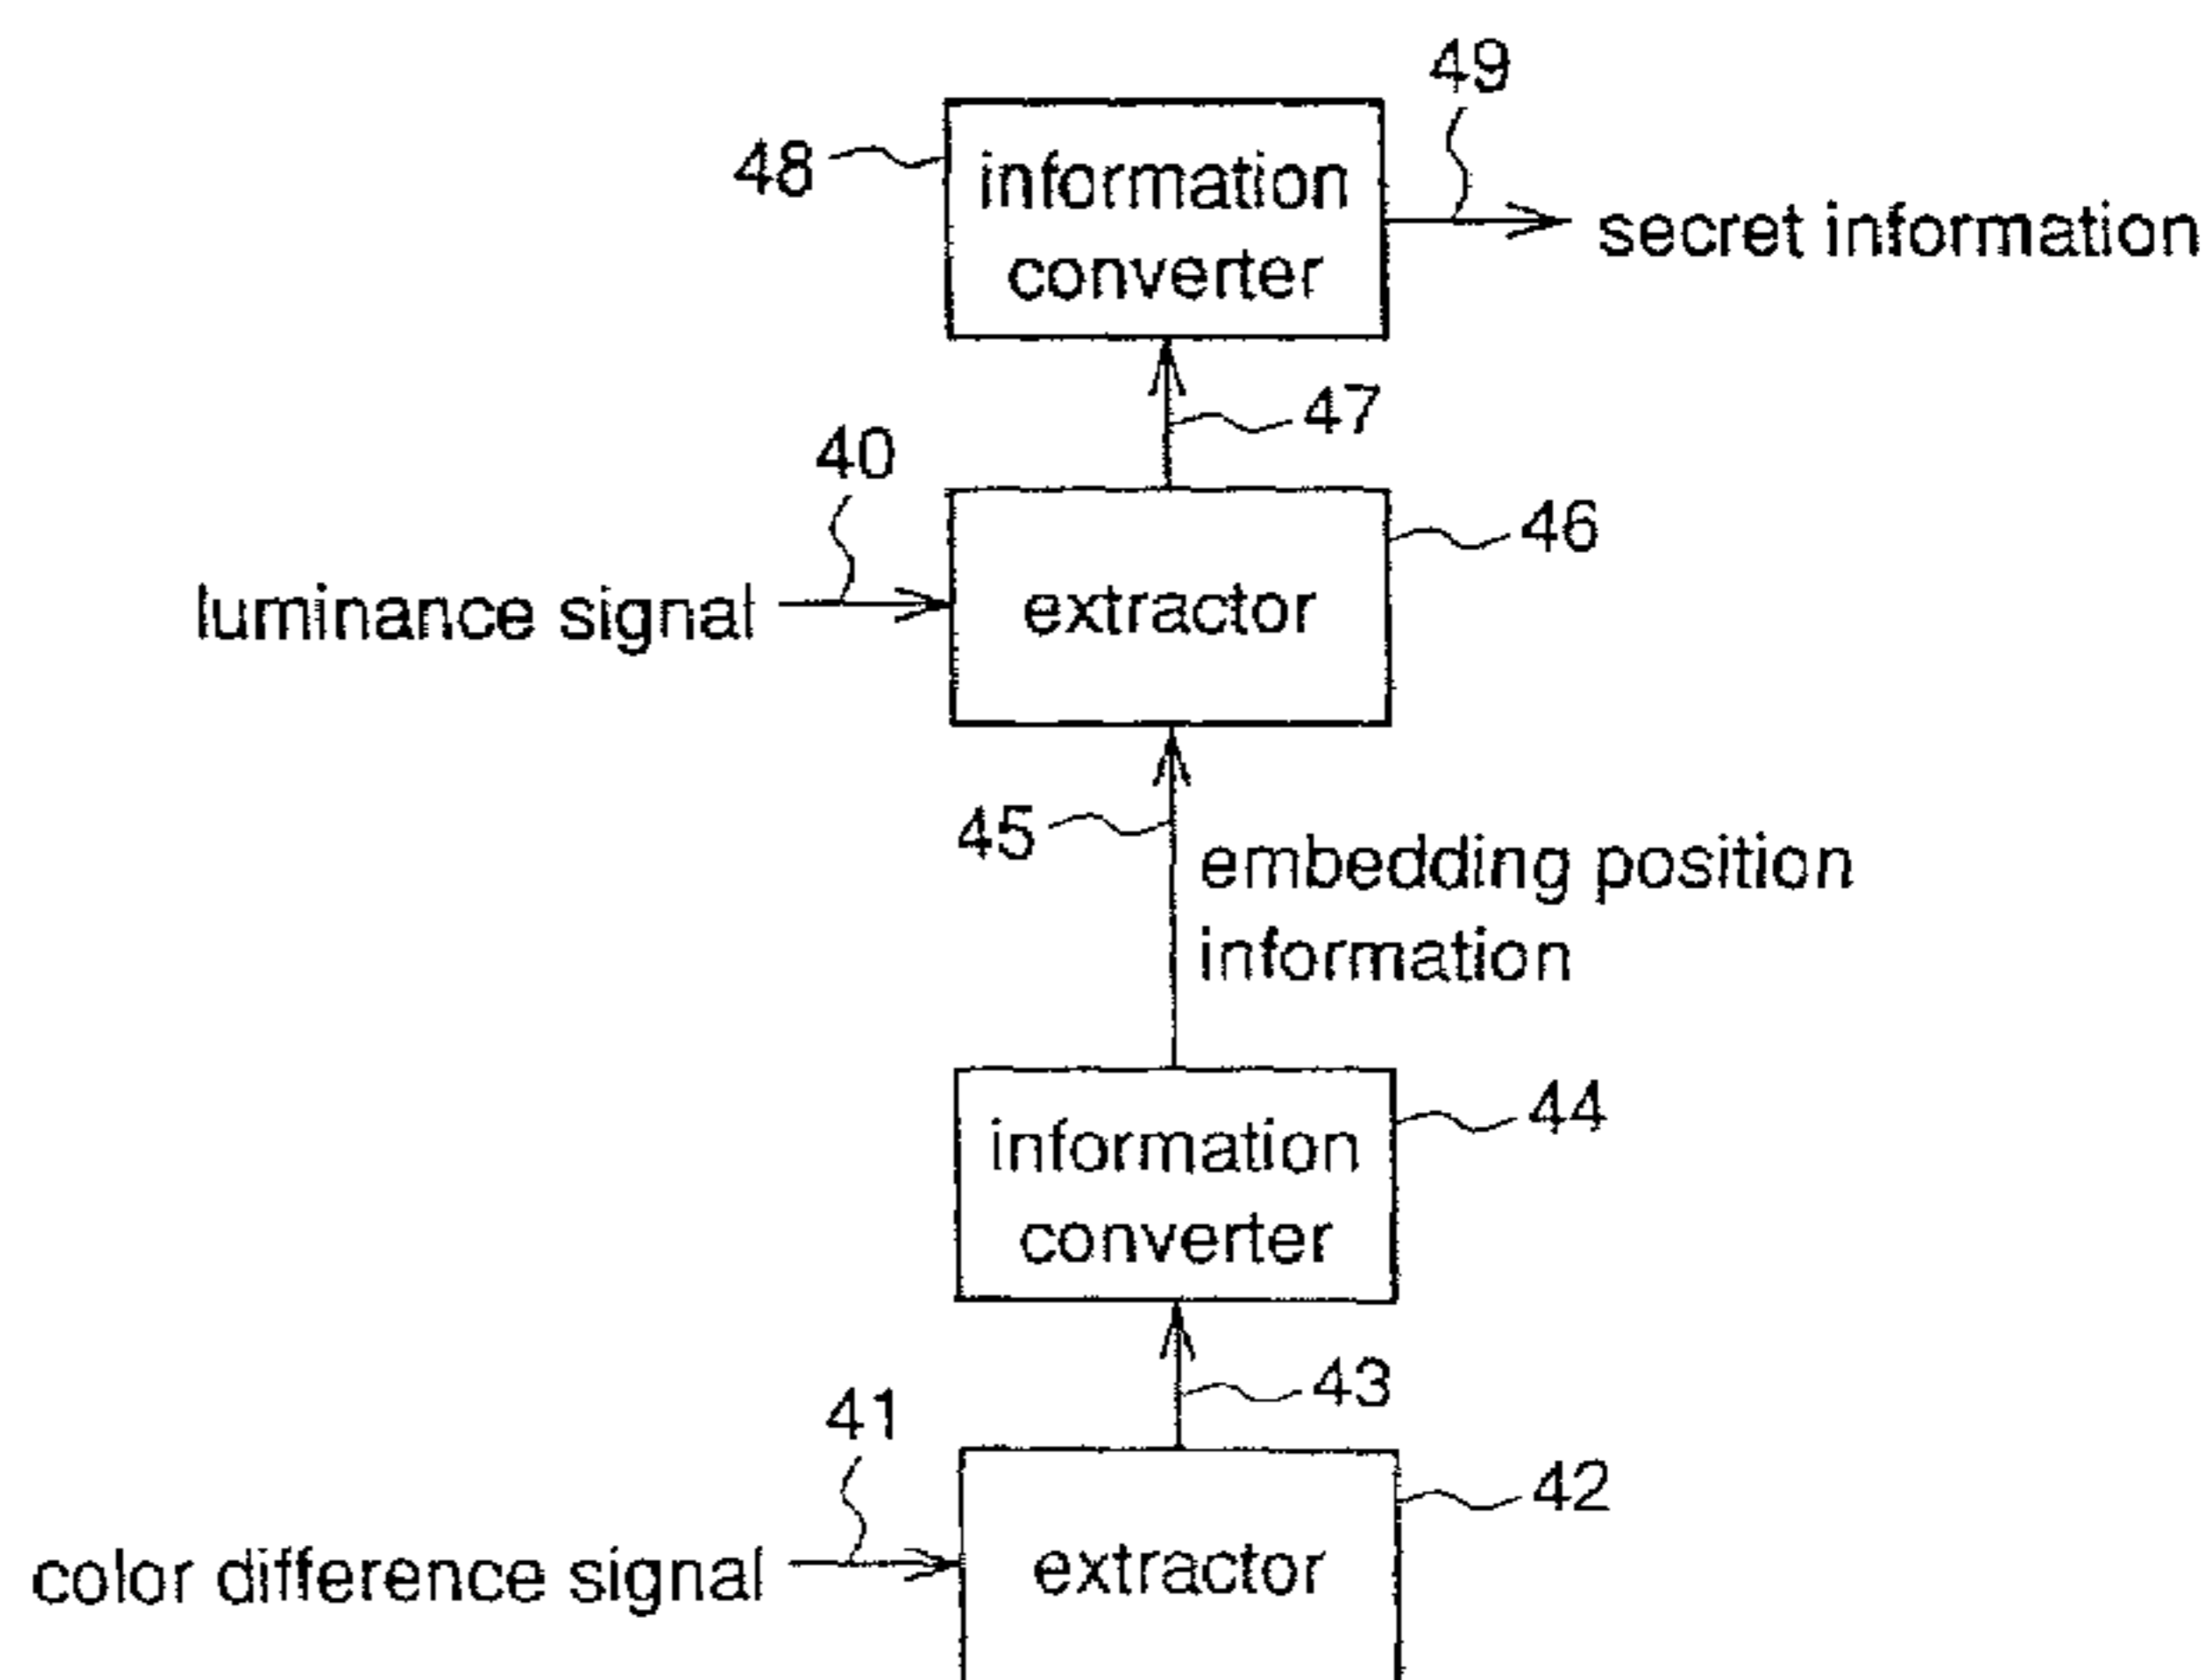 49
48
information
converter
secret information
47
40
46
luminance signal
extractor
45
embedding position
information
44
information
converter
43
41
42
color difference signal
extractor